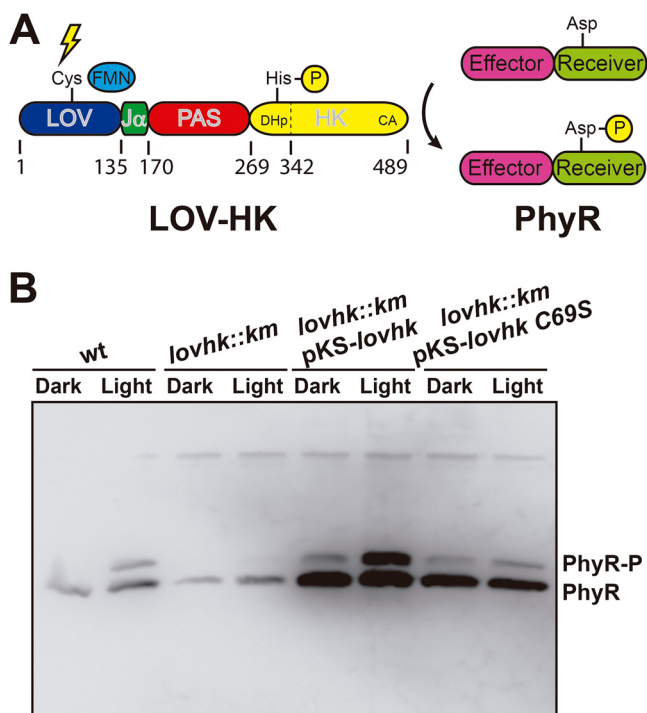 A
Cys FMN
His P
LOV Jα PAS DHp HK CA
1 135 170 269 342 489
LOV-HK
Asp
Effector Receiver
Asp P
Effector Receiver
PhyR
B
wt lovhk::km lovhk::km lovhk::km
pKS-lovhk pKS-lovhk C69S
Dark Light Dark Light Dark Light Dark Light
PhyR-P
PhyR